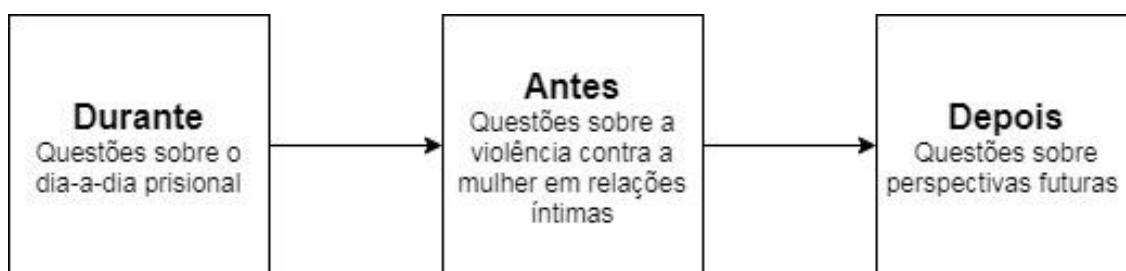 Durante
Questões sobre o
dia-a-dia prisional
Antes
Questões sobre a
violência contra a
mulher em relações
íntimas
Depois
Questões sobre
perspectivas futuras